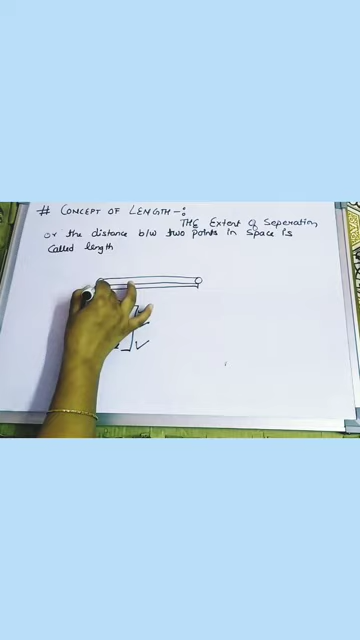 # CONCEPT OF LENGTH -:
THE Extent of Seperation
or the distance b/w two points in space is
called length